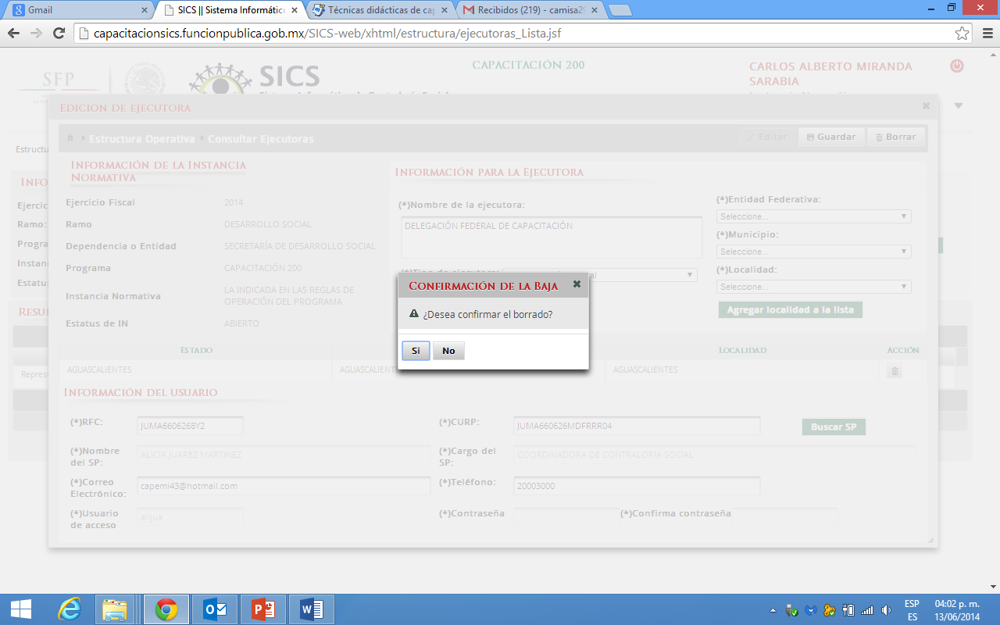 Gmail
SICS || Sistema Informátic
Técnicas didácticas de cap
Recibidos (219) - camisa29
capacitacionsics.funcionpublica.gob.mx/SICS-web/xhtml/estructura/ejecutoras_Lista.jsf
SFP
SICS
CAPACITACIÓN 200
CARLOS ALBERTO MIRANDA
SARABIA
EDICION DE EJECUTORA
Estructura Operativa
Consultar Ejecutoras
Editar
Guardar
Borrar
INFORMACIÓN DE LA INSTANCIA
NORMATIVA
Ejercicio Fiscal 2014
Ramo DESARROLLO SOCIAL
Dependencia o Entidad SECRETARÍA DE DESARROLLO SOCIAL
Programa CAPACITACIÓN 200
Instancia Normativa LA INDICADA EN LAS REGLAS DE
OPERACIÓN DEL PROGRAMA
Estatus de IN ABIERTO
INFORMACIÓN PARA LA EJECUTORA
(*)Nombre de la ejecutora:
DELEGACIÓN FEDERAL DE CAPACITACIÓN
(*)Entidad Federativa:
Seleccione...
(*)Municipio:
Seleccione...
(*)Localidad:
Seleccione...
Agregar localidad a la lista
CONFIRMACIÓN DE LA BAJA
¿Desea confirmar el borrado?
Si
No
ESTADO
LOCALIDAD
ACCIÓN
AGUASCALIENTES
AGUASCALIENTES
INFORMACIÓN DEL USUARIO
(*)RFC: JUMA6606268Y2
(*)CURP: JUMA660626MDFRRR04
Buscar SP
(*)Nombre
del SP:
ALICIA JUAREZ MARTINEZ
(*)Cargo del
SP:
COORDINADORA DE CONTRALORÍA SOCIAL
(*)Correo
Electrónico:
capemi43@hotmail.com
(*)Teléfono:
20003000
(*)Usuario
de acceso
alijua
(*)Contraseña
(*)Confirma contraseña
ESP
ES
04:02 p. m.
13/06/2014